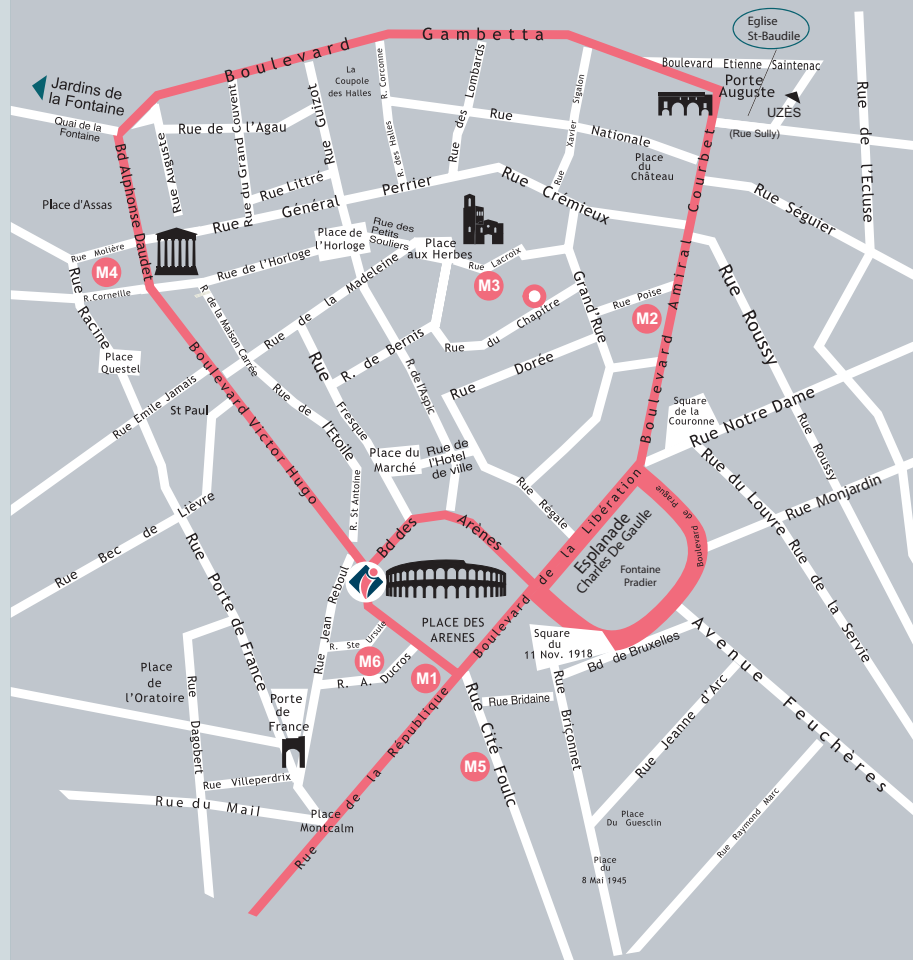 Eglise
St-Baudile
Boulevard Gambetta
Boulevard Etienne Saintenac
Porte
Auguste
UZÈS
(Rue Sully)
Jardins de
la Fontaine
Quai de la
Fontaine
La
Coupole
des Halles
R. Corconne
Rue des Lombards
Rue Xavier Sigalon
Rue Nationale
Place
du
Château
Rue de l'Ecluse
Rue de l'Agau
Rue Guizot
R. des Halles
Rue Auguste
Rue du Grand Couvent
Bd Alphonse Daudet
Place d'Assas
Rue Littré
Rue Général Perrier
Rue Crémieux
Boulevard Amiral Courbet
Rue Séguier
Rue Molière
M4
R.Corneille
Rue de l'Horloge
Place de
l'Horloge
Rue des
Petits
Souliers
Place
aux Herbes
Rue Lacroix
M3
Rue du Chapitre
Grand'Rue
Rue Poise
M2
Rue Roussy
Rue Racine
R. de la Maison Carrée
Rue de la Madeleine
R. de Bernis
R. de l'Aspic
Rue Dorée
Place
Questel
Rue Emile Jamais
St Paul
Boulevard Victor Hugo
Rue de l'Etoile
Rue Fresque
Square
de la
Couronne
Rue Notre Dame
Rue Roussy
Place du
Marché
Rue de
l'Hotel
de ville
R. St Antoine
Rue Régale
Rue du Louvre
Rue Monjardin
Boulevard de Prague
Rue Bec de Lièvre
Rue Porte de France
Bd des Arènes
Boulevard de la Libération
Esplanade
Charles De Gaulle
Fontaine
Pradier
Rue de la Servie
Rue Jean Reboul
PLACE DES
ARENES
R. Ste Ursule
M6
R. A. Ducros
M1
Square
du
11 Nov. 1918
Bd de Bruxelles
Avenue Feuchères
Place
de
l'Oratoire
Rue Dagobert
Porte
de
France
Rue Villeperdrix
Rue du Mail
Place
Montcalm
Rue de la République
Rue Cité Foulc
M5
Rue Bridaine
Rue Briçonnet
Rue Jeanne d'Arc
Place
Du Guesclin
Place
du
8 Mai 1945
Rue Raymond Marc